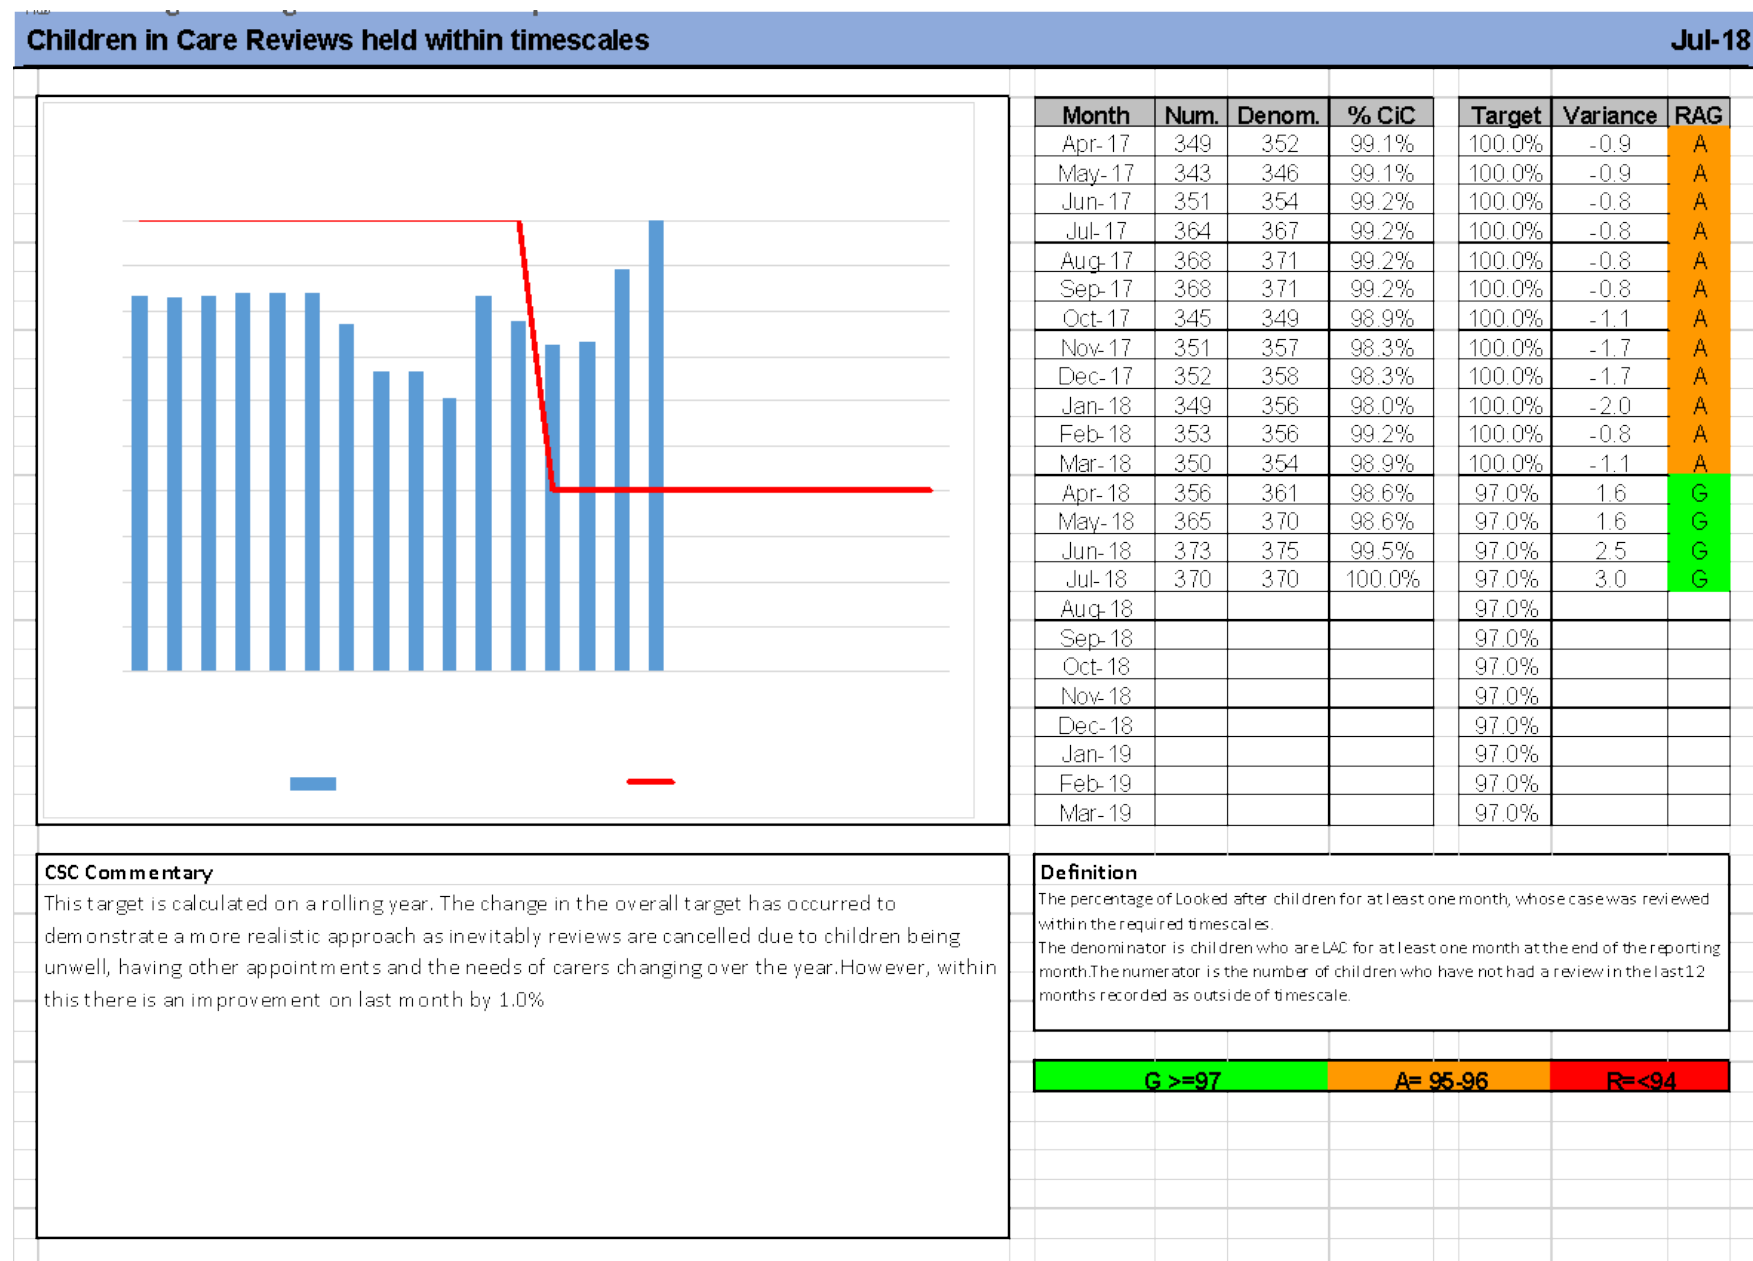 Children in Care Reviews held within timescales Jul-18
Month Num. Denom. % CiC Target Variance RAG
Apr-17 349 352 99.1% 100.0% -0.9 A
May-17 343 346 99.1% 100.0% -0.9 A
Jun-17 351 354 99.2% 100.0% -0.8 A
Jul-17 364 367 99.2% 100.0% -0.8 A
Aug-17 368 371 99.2% 100.0% -0.8 A
Sep-17 368 371 99.2% 100.0% -0.8 A
Oct-17 345 349 98.9% 100.0% -1.1 A
Nov-17 351 357 98.3% 100.0% -1.7 A
Dec-17 352 358 98.3% 100.0% -1.7 A
Jan-18 349 356 98.0% 100.0% -2.0 A
Feb-18 353 356 99.2% 100.0% -0.8 A
Mar-18 350 354 98.9% 100.0% -1.1 A
Apr-18 356 361 98.6% 97.0% 1.6 G
May-18 365 370 98.6% 97.0% 1.6 G
Jun-18 373 375 99.5% 97.0% 2.5 G
Jul-18 370 370 100.0% 97.0% 3.0 G
Aug-18 97.0%
Sep-18 97.0%
Oct-18 97.0%
Nov-18 97.0%
Dec-18 97.0%
Jan-19 97.0%
Feb-19 97.0%
Mar-19 97.0%
CSC Commentary
This target is calculated on a rolling year. The change in the overall target has occurred to
demonstrate a more realistic approach as inevitably reviews are cancelled due to children being
unwell, having other appointments and the needs of carers changing over the year.However, within
this there is an improvement on last month by 1.0%
Definition
The percentage of Looked after children for at least one month, whose case was reviewed
within the required timescales.
The denominator is children who are LAC for at least one month at the end of the reporting
month.The numerator is the number of children who have not had a review in the last 12
months recorded as outside of timescale.
G >=97 A= 95-96 R=<94